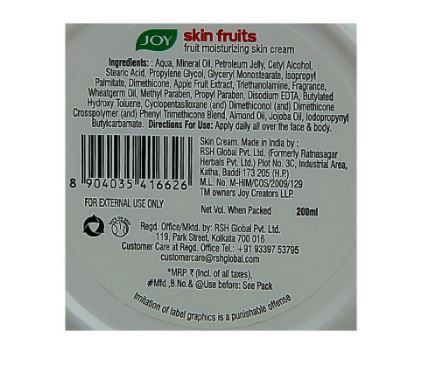 JOY skin fruits
fruit moisturizing skin cream
Ingredients: : Aqua, Mineral Oil, Petroleum Jelly, Cetyl Alcohol,
Stearic Acid, Propylene Glycol, Glyceryl Monostearate, Isopropyl
Palmitate, Dimethicone, Apple Fruit Extract, Triethanolamine, Fragrance,
Wheatgerm Oil, Methyl Paraben, Propyl Paraben, Disodium EDTA, Butylated
Hydroxy Toluene, Cyclopentasiloxane (and) Dimethiconol (and) Dimethicone
Crosspolymer (and) Phenyl Trimethicone Blend, Almond Oil, Jojoba Oil, Iodopropynyl
Butylcarbamate. Directions For Use: Apply daily all over the face & body.
Skin Cream. Made in India by :
RSH Global Pvt. Ltd. (Formerly Ratnasagar
Herbals Pvt. Ltd.) Plot No. 3C, Industrial Area,
Katha, Baddi 173 205 (H.P.)
M.L. No. M-HIM/COS/2009/129
TM owners Joy Creators LLP.
8 904035 416626
FOR EXTERNAL USE ONLY
Net Vol. When Packed 200ml
Regd. Office/Mktg. by: RSH Global Pvt. Ltd.
119, Park Street, Kolkata 700 016
Customer Care at Regd. Office Tel.: +91 93397 53795
customercare@rshglobal.com
*MRP ₹ (Incl. of all taxes),
#Mfd.,B.No.& @Use before: See Pack
Imitation of label graphics is a punishable offense